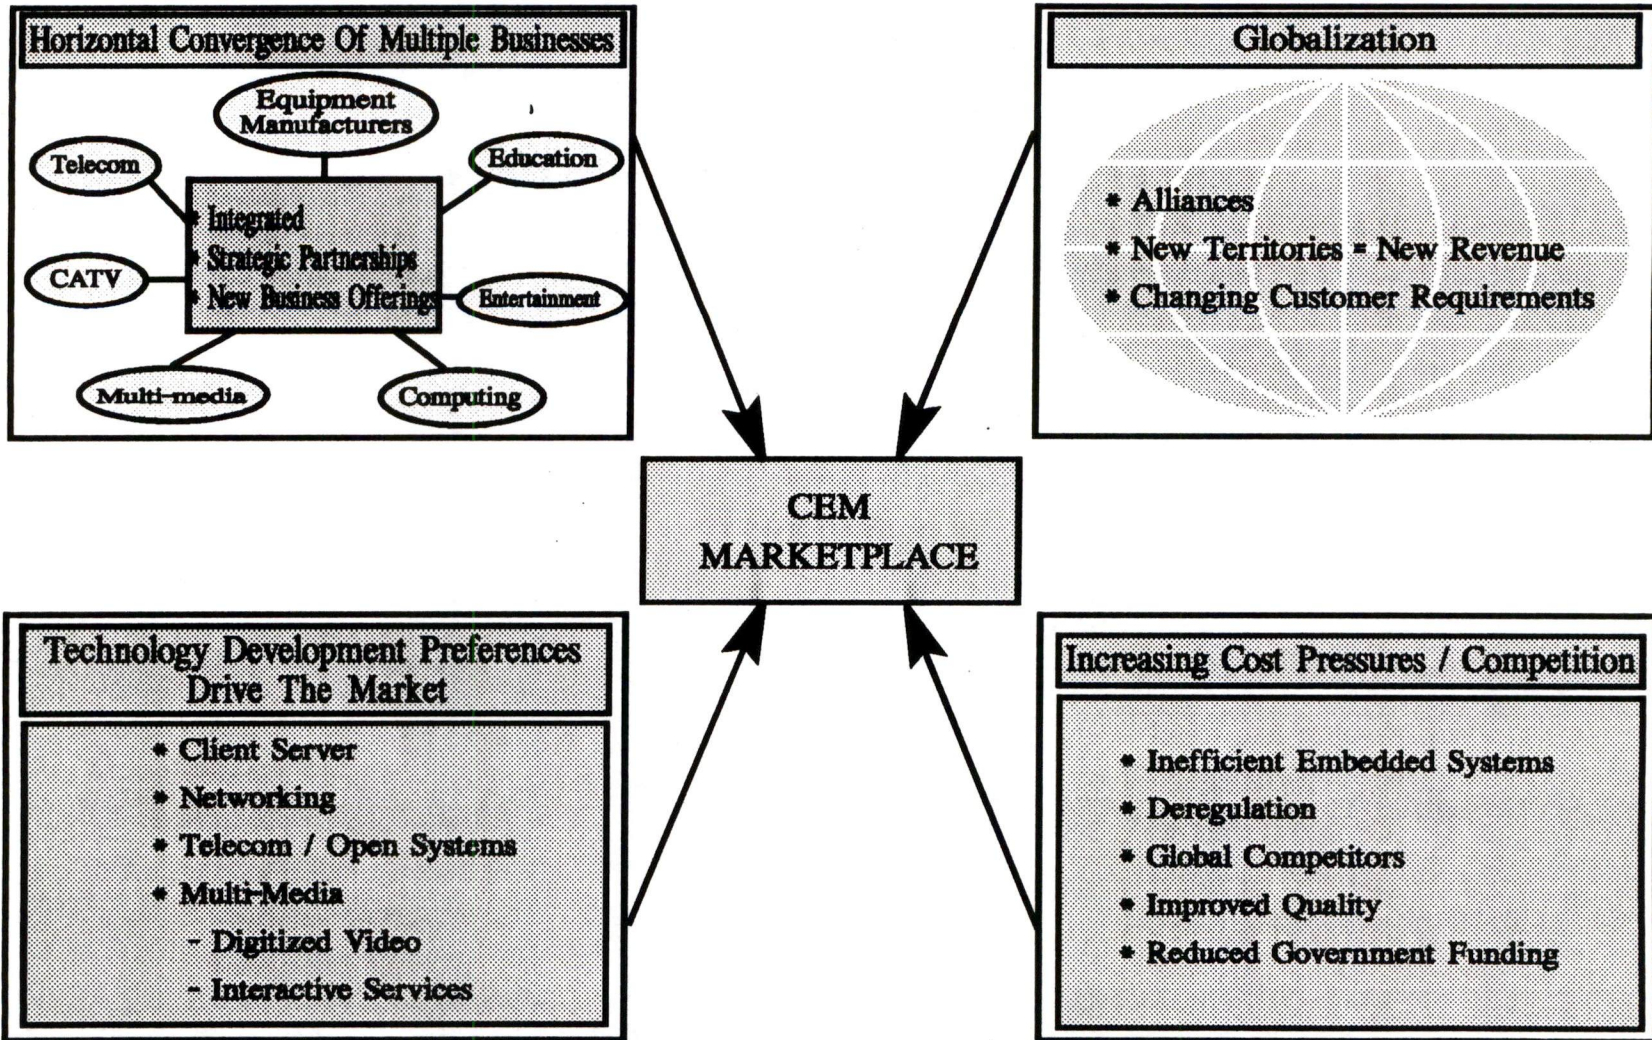 Horizontal Convergence Of Multiple Businesses
Equipment
Manufacturers
Telecom
Education
* Integrated
* Strategic Partnerships
* New Business Offerings
CATV
Entertainment
Multi-media
Computing
Globalization
* Alliances
* New Territories = New Revenue
* Changing Customer Requirements
CEM
MARKETPLACE
Technology Development Preferences
Drive The Market
* Client Server
* Networking
* Telecom / Open Systems
* Multi-Media
- Digitized Video
- Interactive Services
Increasing Cost Pressures / Competition
* Inefficient Embedded Systems
* Deregulation
* Global Competitors
* Improved Quality
* Reduced Government Funding